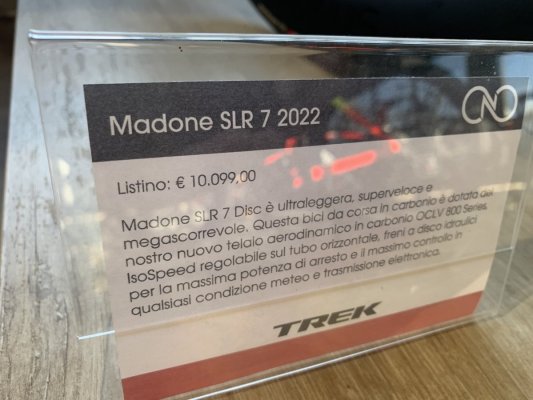 Madone SLR 7 2022
Listino: € 10.099,00
Madone SLR 7 Disc è ultraleggera, superveloce e
megascorrevole. Questa bici da corsa in carbonio è dotata del
nostro nuovo telaio aerodinamico in carbonio OCLV 800 Series,
IsoSpeed regolabile sul tubo orizzontale, freni a disco idraulici
per la massima potenza di arresto e il massimo controllo in
qualsiasi condizione meteo e trasmissione elettronica.
TREK